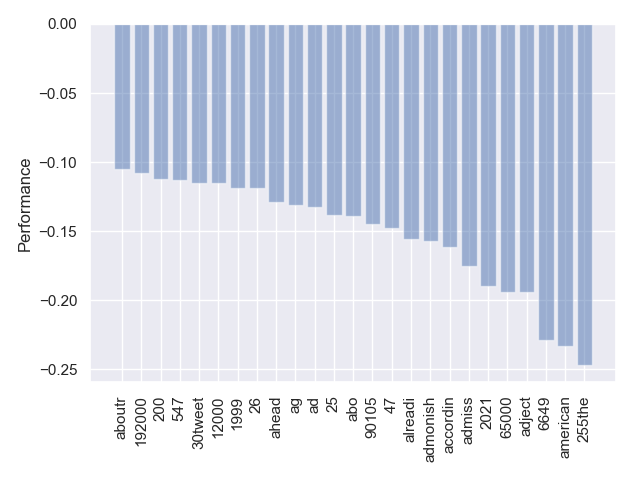 0.00
−0.05
−0.10
−0.15
−0.20
−0.25
Performance
aboutr
192000
200
547
30tweet
12000
1999
26
ahead
ag
ad
25
abo
90105
47
alreadi
admonish
accordin
admiss
2021
65000
adject
6649
american
255the